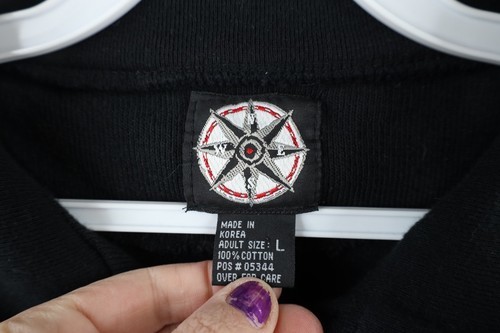 N
W E
S
MADE IN
KOREA
ADULT SIZE: L
100% COTTON
POS # 05344
OVER FOR CARE